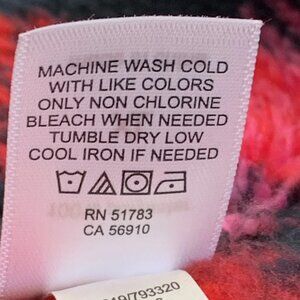 MACHINE WASH COLD
WITH LIKE COLORS
ONLY NON CHLORINE
BLEACH WHEN NEEDED
TUMBLE DRY LOW
COOL IRON IF NEEDED
RN 51783
CA 56910
/793320